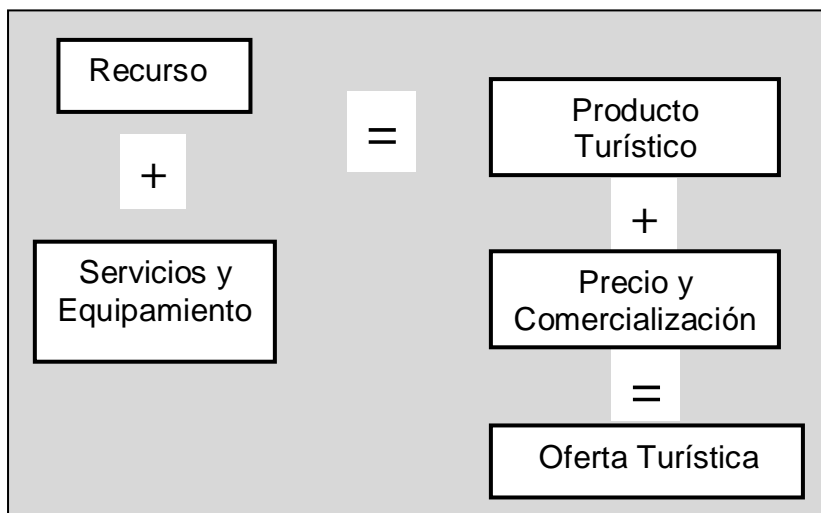 Recurso
+
Servicios y
Equipamiento
=
Producto
Turístico
+
Precio y
Comercialización
=
Oferta Turística